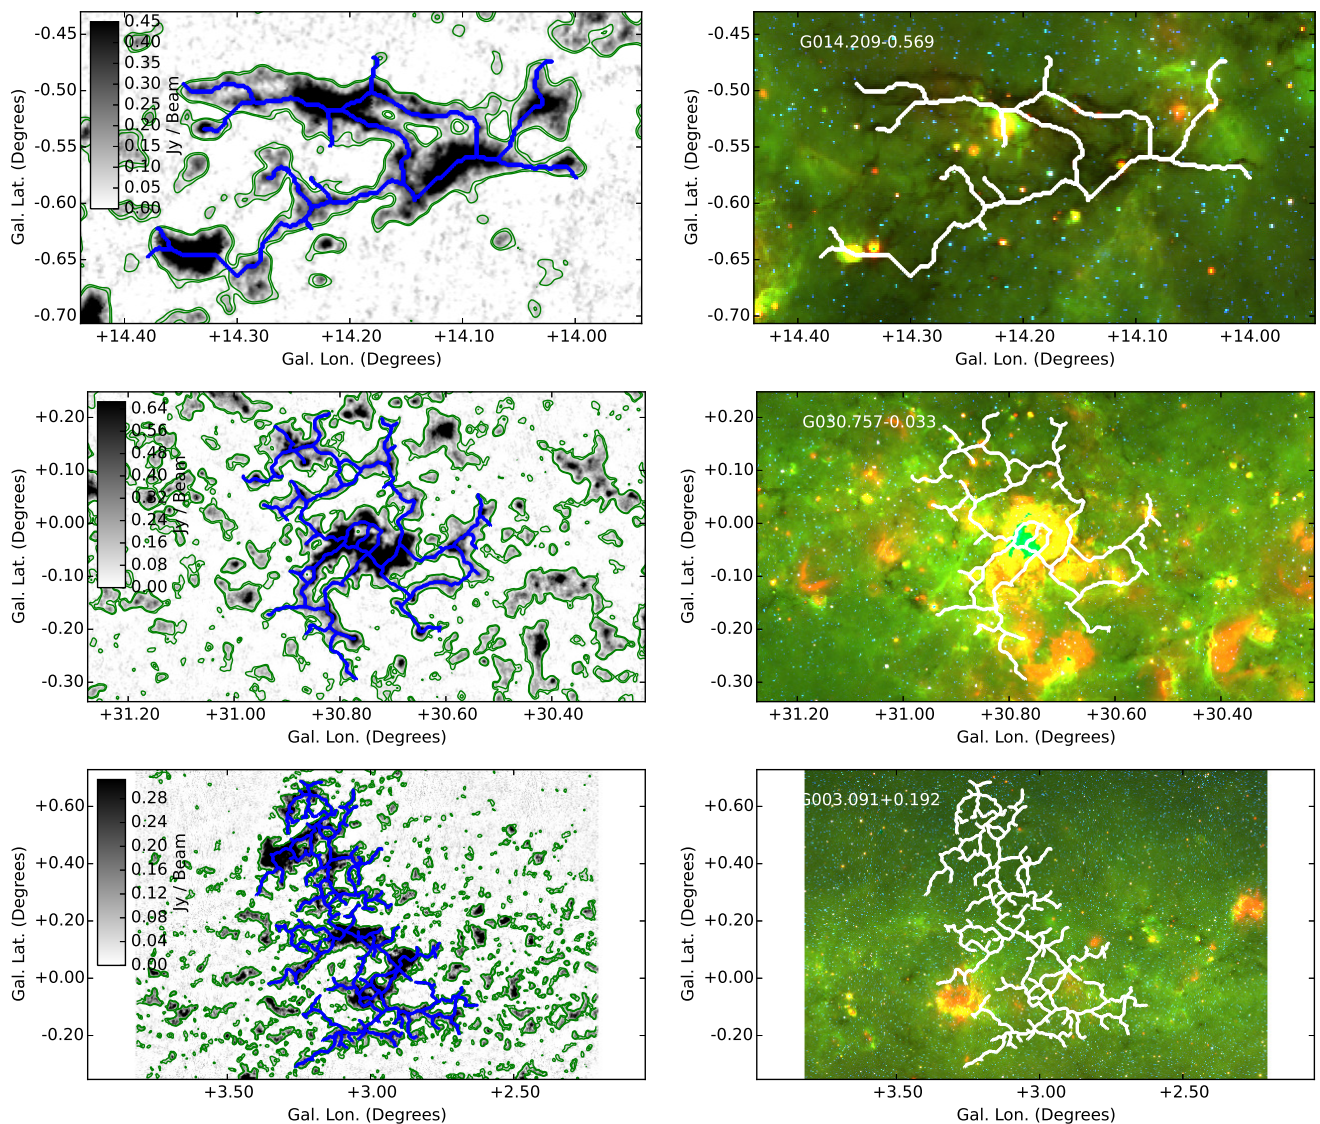 -0.45
-0.50
-0.55
-0.60
-0.65
-0.70
Gal. Lat. (Degrees)
0.45
0.40
0.35
0.30
0.25
0.20
0.15
0.10
0.05
0.00
Jy / Beam
+14.40 +14.30 +14.20 +14.10 +14.00
Gal. Lon. (Degrees)
G014.209-0.569
-0.45
-0.50
-0.55
-0.60
-0.65
-0.70
Gal. Lat. (Degrees)
+14.40 +14.30 +14.20 +14.10 +14.00
Gal. Lon. (Degrees)
+0.20
+0.10
+0.00
-0.10
-0.20
-0.30
Gal. Lat. (Degrees)
0.64
0.56
0.48
0.40
0.32
0.24
0.16
0.08
0.00
Jy / Beam
+31.20 +31.00 +30.80 +30.60 +30.40
Gal. Lon. (Degrees)
G030.757-0.033
+0.20
+0.10
+0.00
-0.10
-0.20
-0.30
Gal. Lat. (Degrees)
+31.20 +31.00 +30.80 +30.60 +30.40
Gal. Lon. (Degrees)
+0.60
+0.40
+0.20
+0.00
-0.20
Gal. Lat. (Degrees)
0.28
0.24
0.20
0.16
0.12
0.08
0.04
0.00
Jy / Beam
+3.50 +3.00 +2.50
Gal. Lon. (Degrees)
G003.091+0.192
+0.60
+0.40
+0.20
+0.00
-0.20
Gal. Lat. (Degrees)
+3.50 +3.00 +2.50
Gal. Lon. (Degrees)